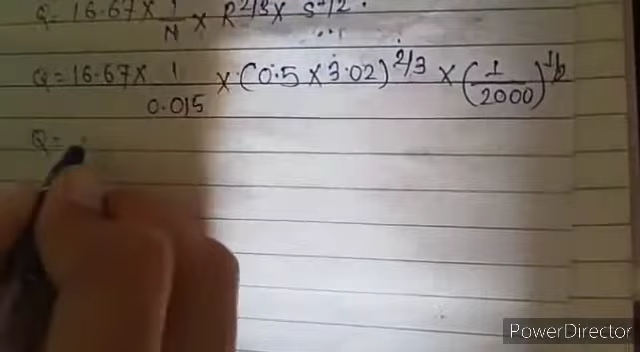 Q= 16.67 × 1/N × R^2/3 × S^1/2
Q= 16.67 × 1/0.015 × (0.5 × 3.02)^2/3 × (1/2000)^1/2
Q=
PowerDirector